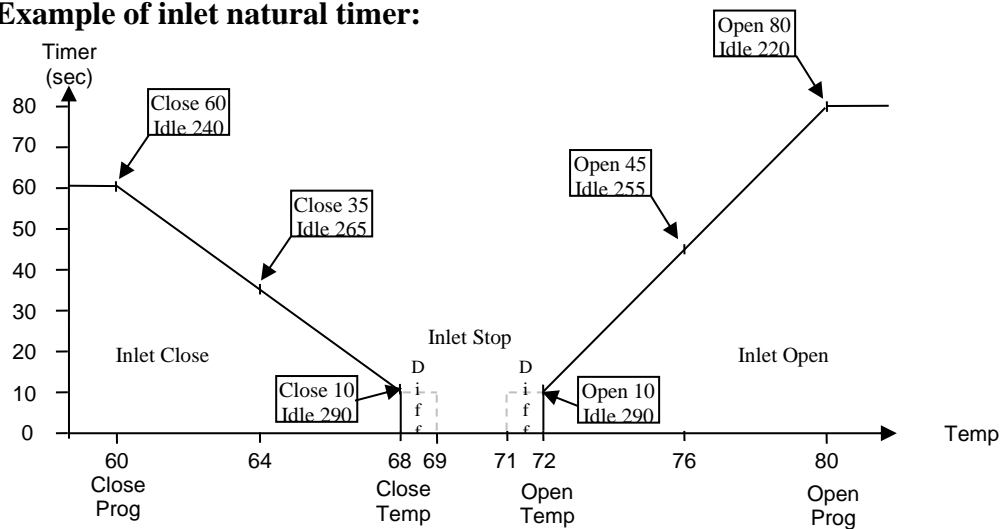 Example of inlet natural timer:
Timer
(sec)
Open 80
Idle 220
Close 60
Idle 240
Open 45
Idle 255
Close 35
Idle 265
Inlet Stop
Inlet Close
Inlet Open
Diff
Diff
Close 10
Idle 290
Open 10
Idle 290
80
70
60
50
40
30
20
10
0
Temp
60 64 68 69 71 72 76 80
Close
Prog
Close
Temp
Open
Temp
Open
Prog